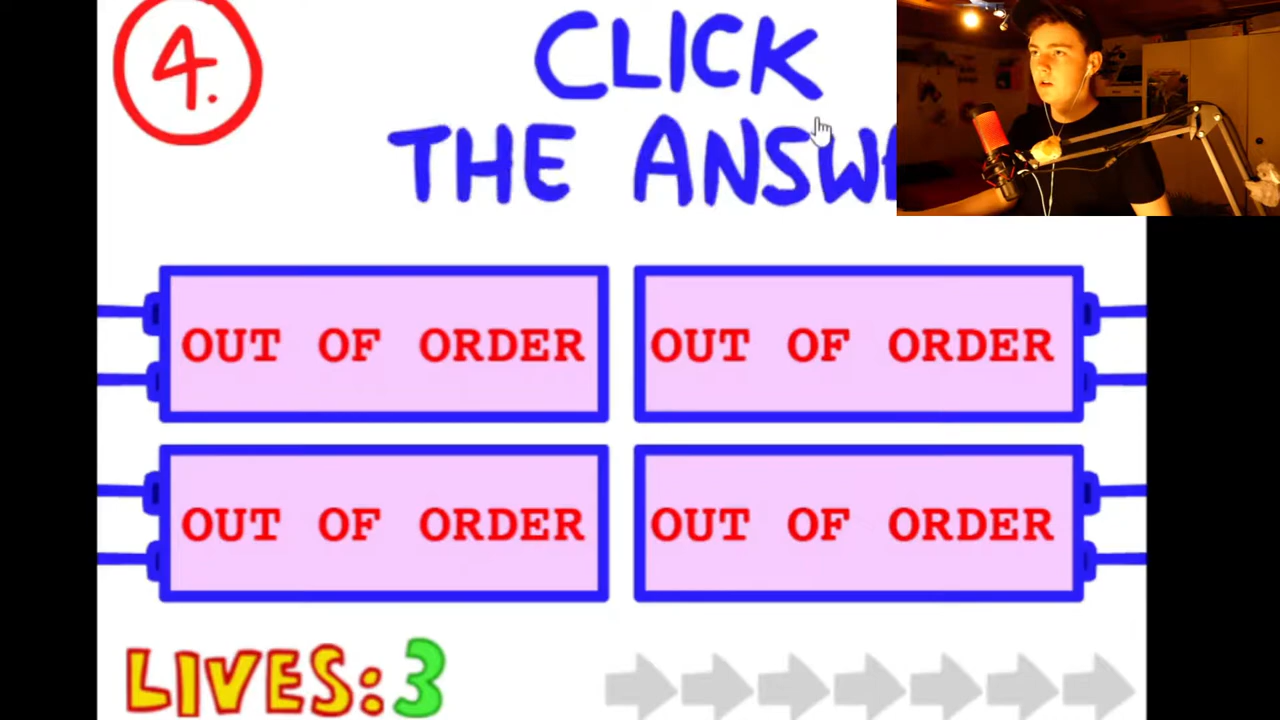 4.
CLICK
THE ANSW
OUT OF ORDER
OUT OF ORDER
OUT OF ORDER
OUT OF ORDER
LIVES:3